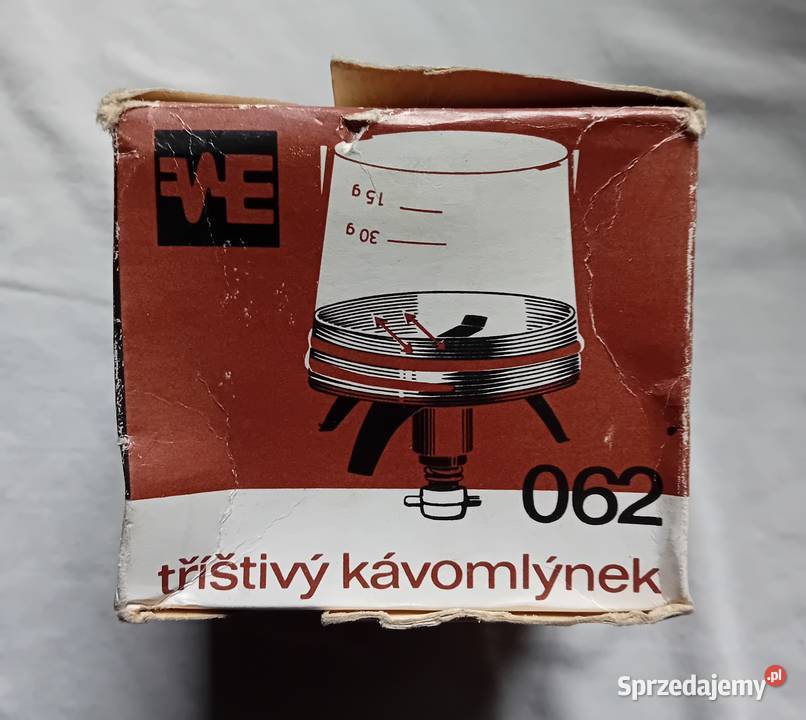 15 g
30 g
062
tříštivý kávomlýnek
Sprzedajemy.pl